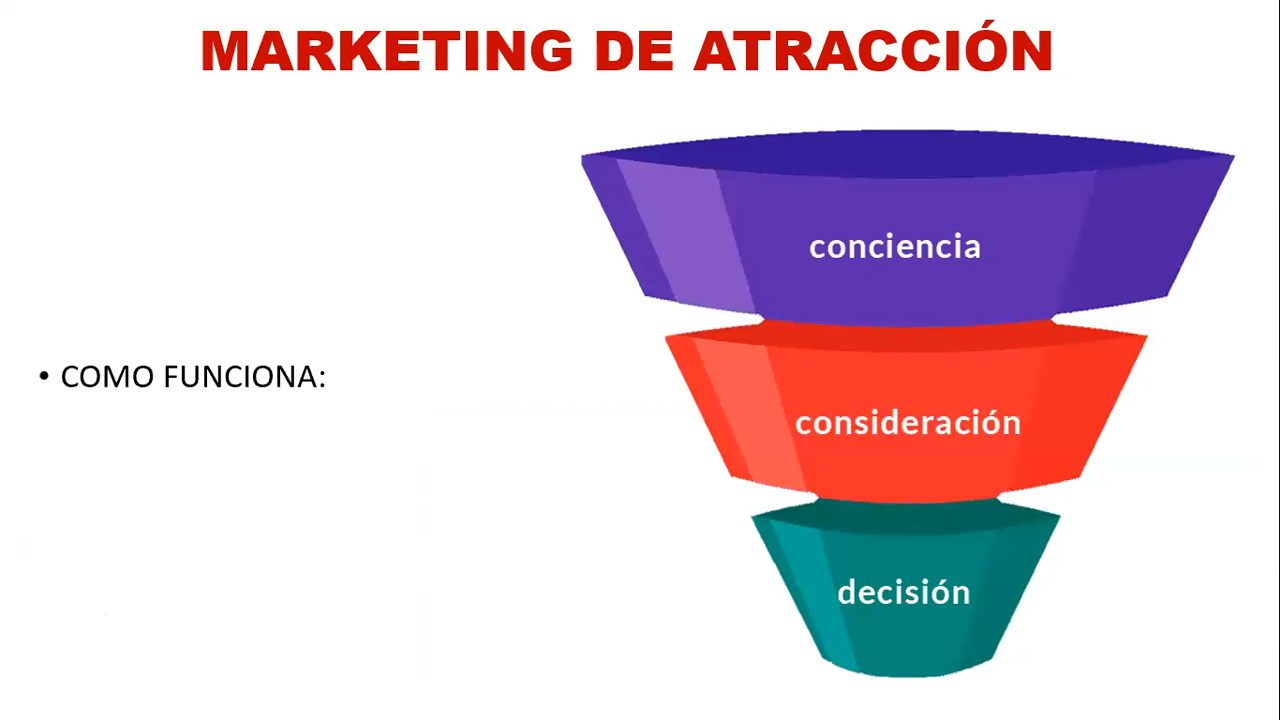 MARKETING DE ATRACCIÓN
conciencia
• COMO FUNCIONA:
consideración
decisión